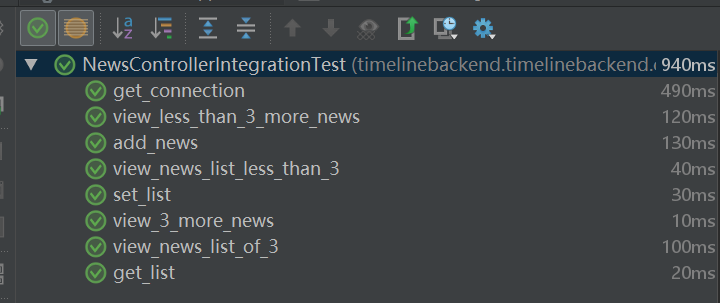 NewsControllerIntegrationTest (timelinebackend.timelinebackend. 940ms
get_connection 490ms
view_less_than_3_more_news 120ms
add_news 130ms
view_news_list_less_than_3 40ms
set_list 30ms
view_3_more_news 10ms
view_news_list_of_3 100ms
get_list 20ms